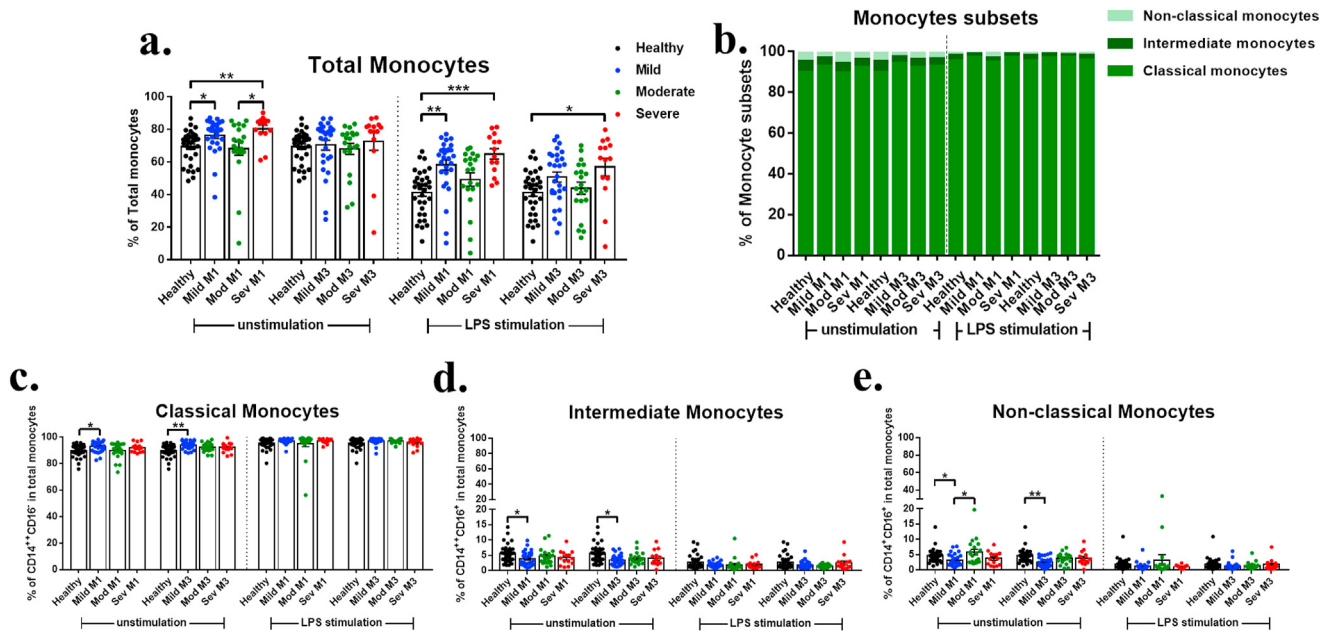 a.
Total Monocytes
Healthy
Mild
Moderate
Severe
% of Total monocytes
100
80
60
40
20
0
** * * *** ** *
Healthy Mild M1 Mod M1 Sev M1 Healthy Mild M3 Mod M3 Sev M3 Healthy Mild M1 Mod M1 Sev M1 Healthy Mild M3 Mod M3 Sev M3
unstimulation LPS stimulation
b.
Monocytes subsets
Non-classical monocytes
Intermediate monocytes
Classical monocytes
% of Monocyte subsets
100
80
60
40
20
0
Healthy Mild M1 Mod M1 Sev M1 Healthy Mild M3 Mod M3 Sev M3 Healthy Mild M1 Mod M1 Sev M1 Healthy Mild M3 Mod M3 Sev M3
unstimulation LPS stimulation
c.
Classical Monocytes
% of CD14++CD16- in total monocytes
100
80
60
40
20
0
* **
Healthy Mild M1 Mod M1 Sev M1 Healthy Mild M3 Mod M3 Sev M3 Healthy Mild M1 Mod M1 Sev M1 Healthy Mild M3 Mod M3 Sev M3
unstimulation LPS stimulation
d.
Intermediate Monocytes
% of CD14++CD16+ in total monocytes
100
80
60
40
20
20
15
10
5
0
* *
Healthy Mild M1 Mod M1 Sev M1 Healthy Mild M3 Mod M3 Sev M3 Healthy Mild M1 Mod M1 Sev M1 Healthy Mild M3 Mod M3 Sev M3
unstimulation LPS stimulation
e.
Non-classical Monocytes
% of CD14+CD16+ in total monocytes
100
80
60
40
20
15
10
5
0
* * **
Healthy Mild M1 Mod M1 Sev M1 Healthy Mild M3 Mod M3 Sev M3 Healthy Mild M1 Mod M1 Sev M1 Healthy Mild M3 Mod M3 Sev M3
unstimulation LPS stimulation